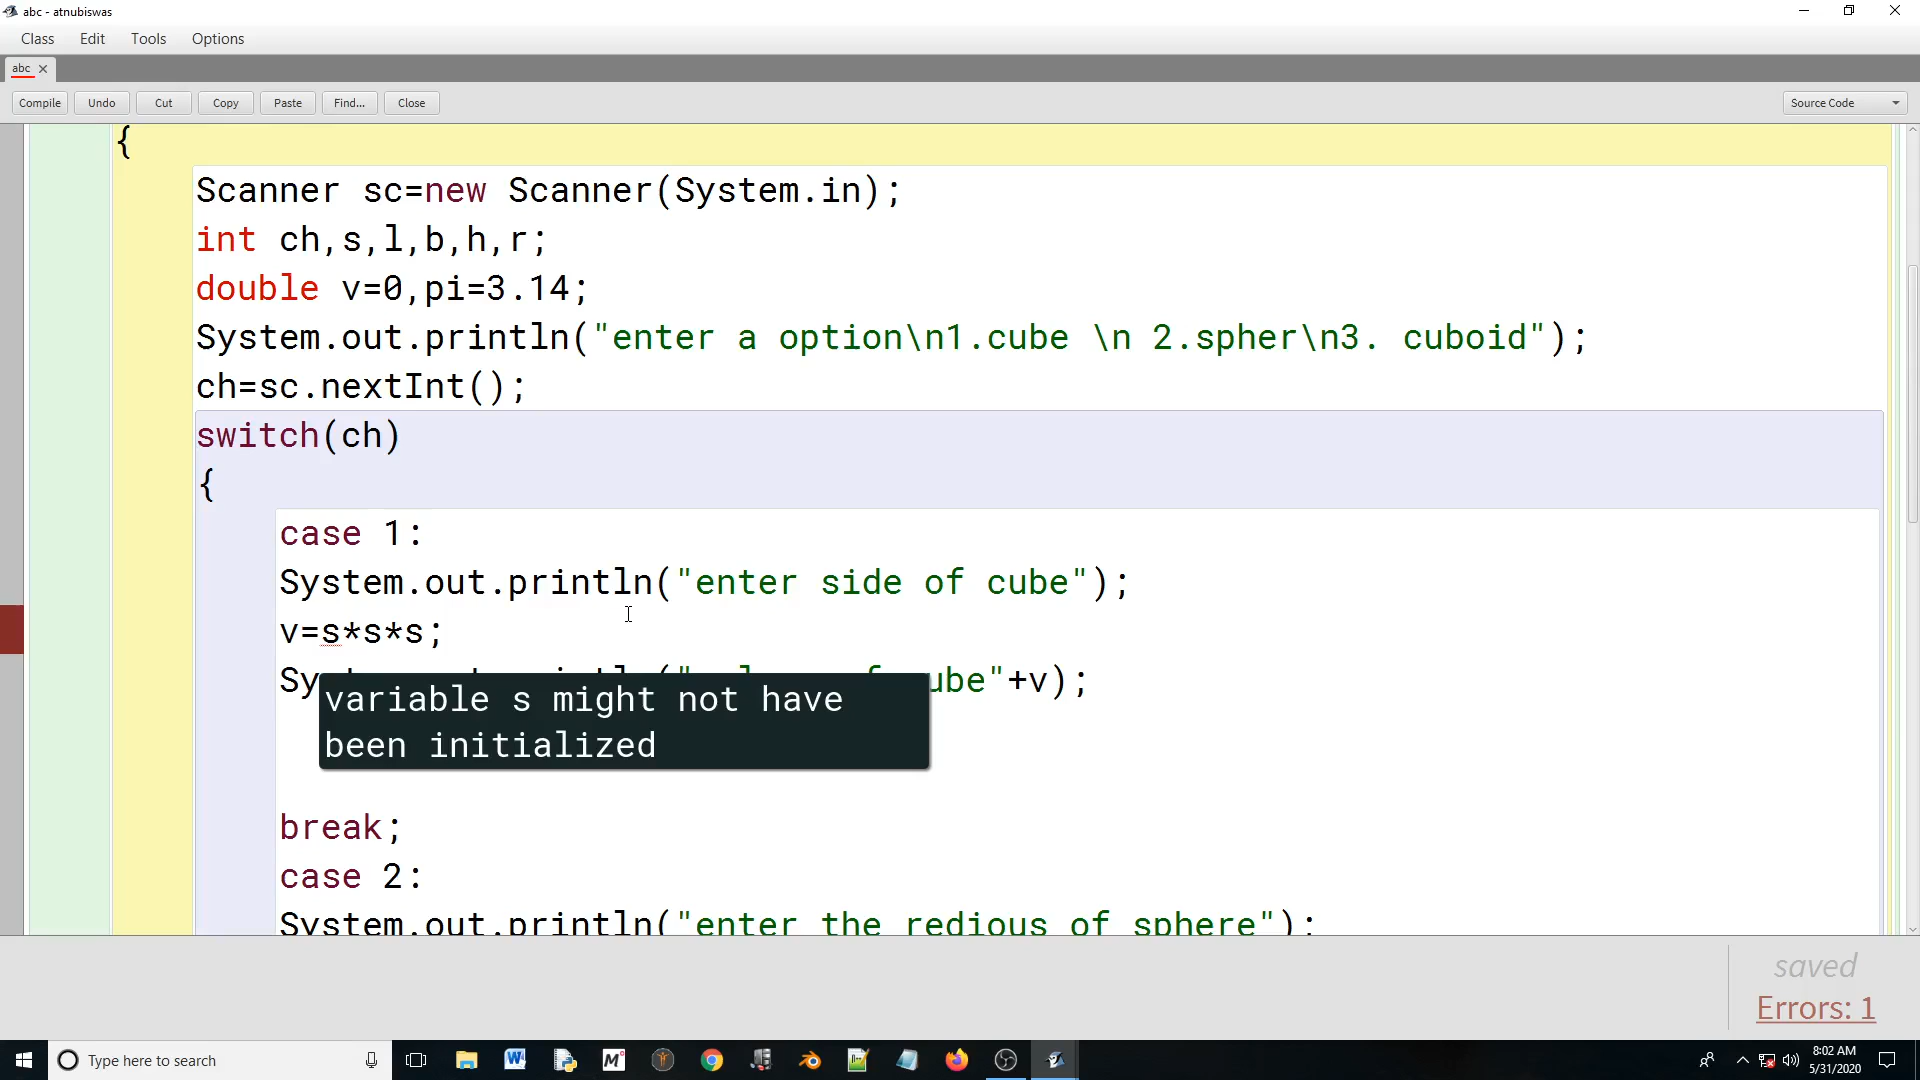 abc - atnubiswas
Class Edit Tools Options
abc
Compile Undo Cut Copy Paste Find... Close Source Code
{
Scanner sc=new Scanner(System.in);
int ch,s,l,b,h,r;
double v=0,pi=3.14;
System.out.println("enter a option\n1.cube \n 2.spher\n3. cuboid");
ch=sc.nextInt();
switch(ch)
{
case 1:
System.out.println("enter side of cube");
v=s*s*s;
Sy ube"+v);
variable s might not have
been initialized
break;
case 2:
System.out.println("enter the redious of sphere");
saved
Errors: 1
Type here to search
8:02 AM
5/31/2020